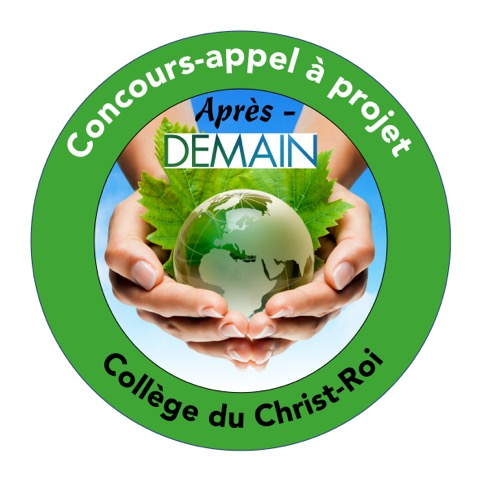 Concours-appel à projet
Après -
DEMAIN
Collège du Christ-Roi